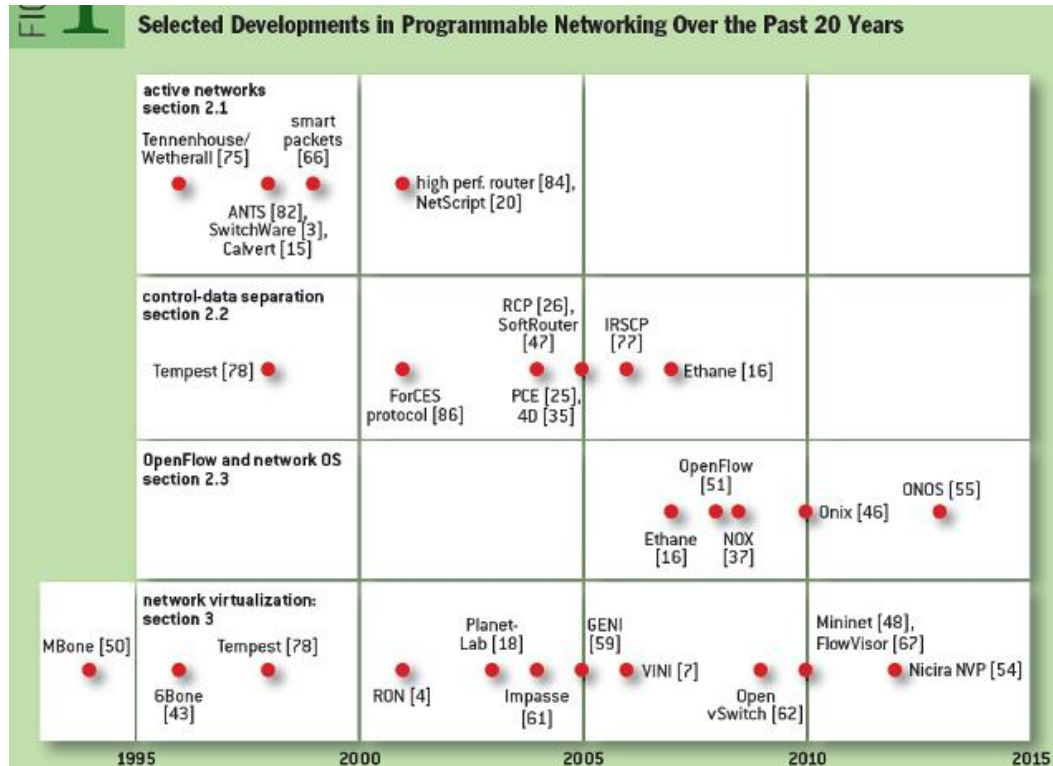 FIG
1
Selected Developments in Programmable Networking Over the Past 20 Years
active networks
section 2.1
Tennenhouse/
Wetherall [75]
smart
packets
[66]
ANTS [82],
SwitchWare [3],
Calvert [15]
high perf. router [84],
NetScript [20]
control-data separation
section 2.2
Tempest [78]
ForCES
protocol [86]
RCP [26],
SoftRouter
[47]
PCE [25],
4D [35]
IRSCP
[77]
Ethane [16]
OpenFlow and network OS
section 2.3
Ethane
[16]
OpenFlow
[51]
NOX
[37]
Onix [46]
ONOS [55]
network virtualization:
section 3
MBone [50]
6Bone
[43]
Tempest [78]
RON [4]
Planet-
Lab [18]
Impasse
[61]
GENI
[59]
VINI [7]
Open
vSwitch [62]
Mininet [48],
FlowVisor [67]
Nicira NVP [54]
1995
2000
2005
2010
2015